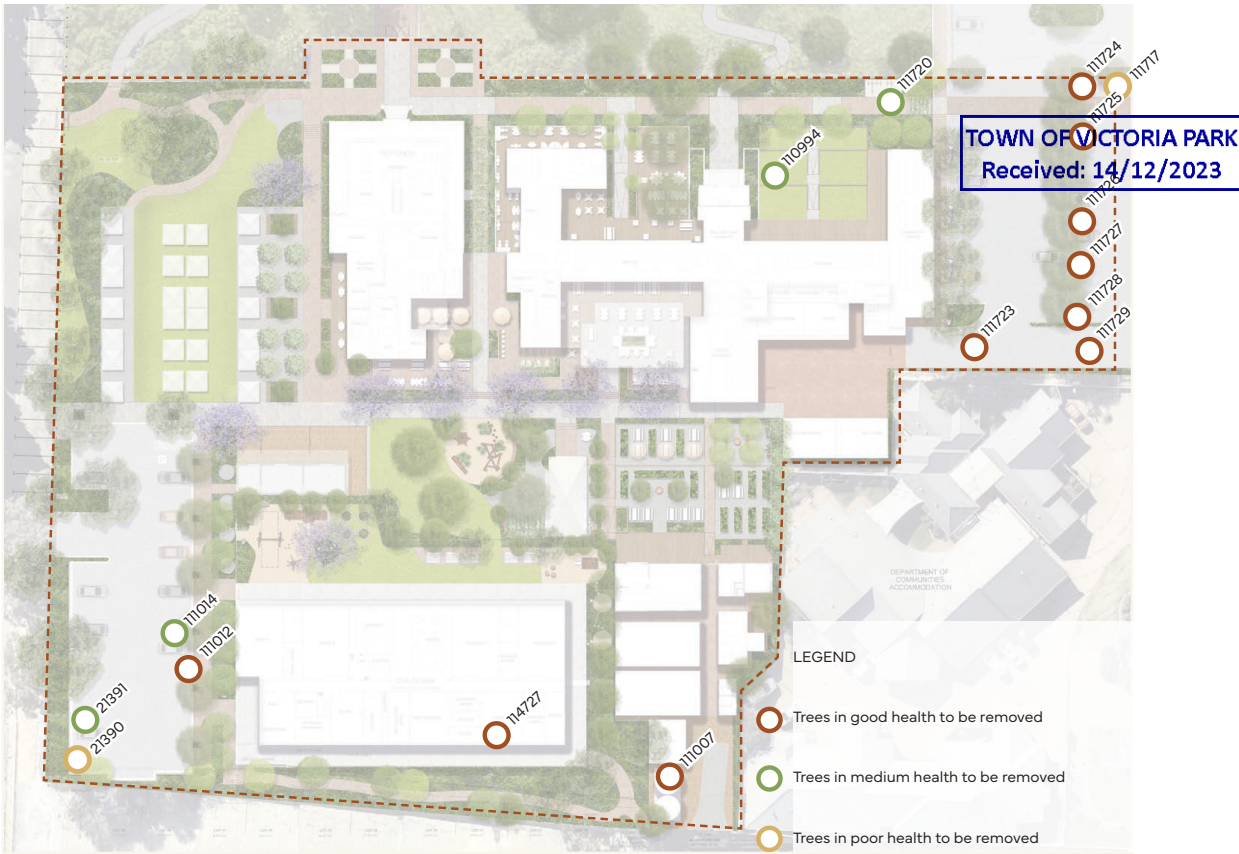 111724
111717
111720
111725
TOWN OF VICTORIA PARK
Received: 14/12/2023
110994
111726
111727
111728
111723
111729
DEPARTMENT OF
COMMUNITIES
ACCOMMODATION
111014
111012
LEGEND
21391
114727
Trees in good health to be removed
21390
111007
Trees in medium health to be removed
Trees in poor health to be removed